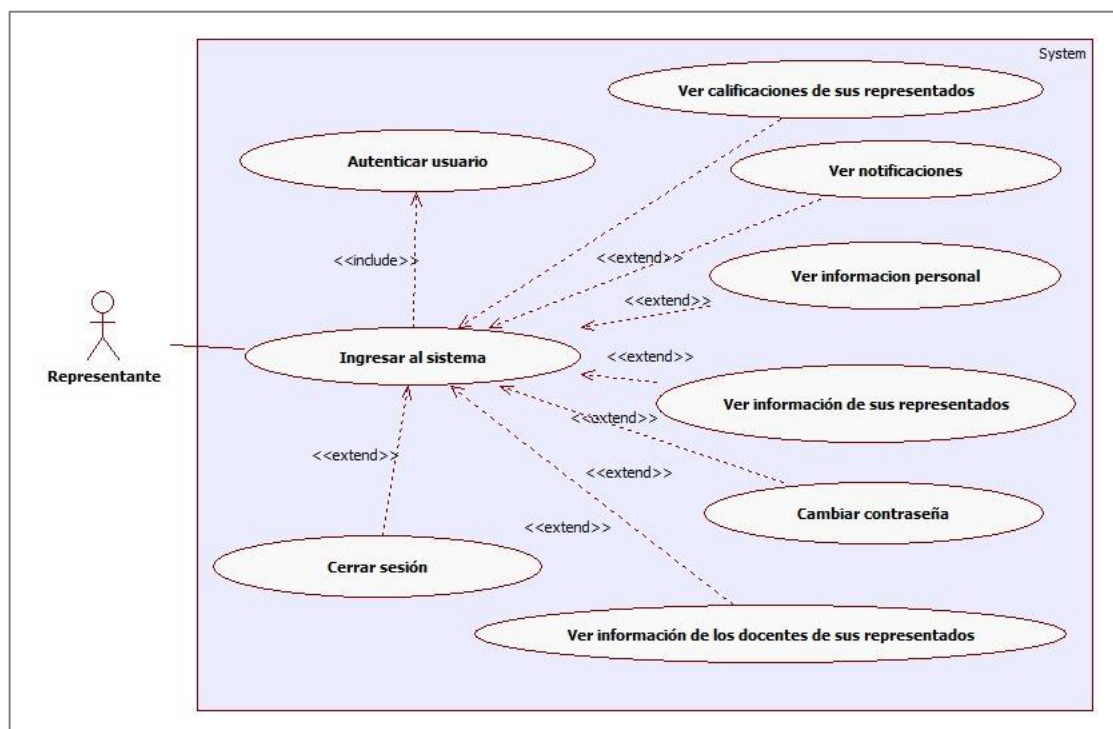 System
Ver calificaciones de sus representados
Autenticar usuario
Ver notificaciones
<<include>>
<<extend>>
Ver informacion personal
<<extend>>
Representante
Ingresar al sistema
<<extend>>
Ver información de sus representados
<<extend>>
<<extend>>
<<extend>>
Cambiar contraseña
<<extend>>
Cerrar sesión
Ver información de los docentes de sus representados